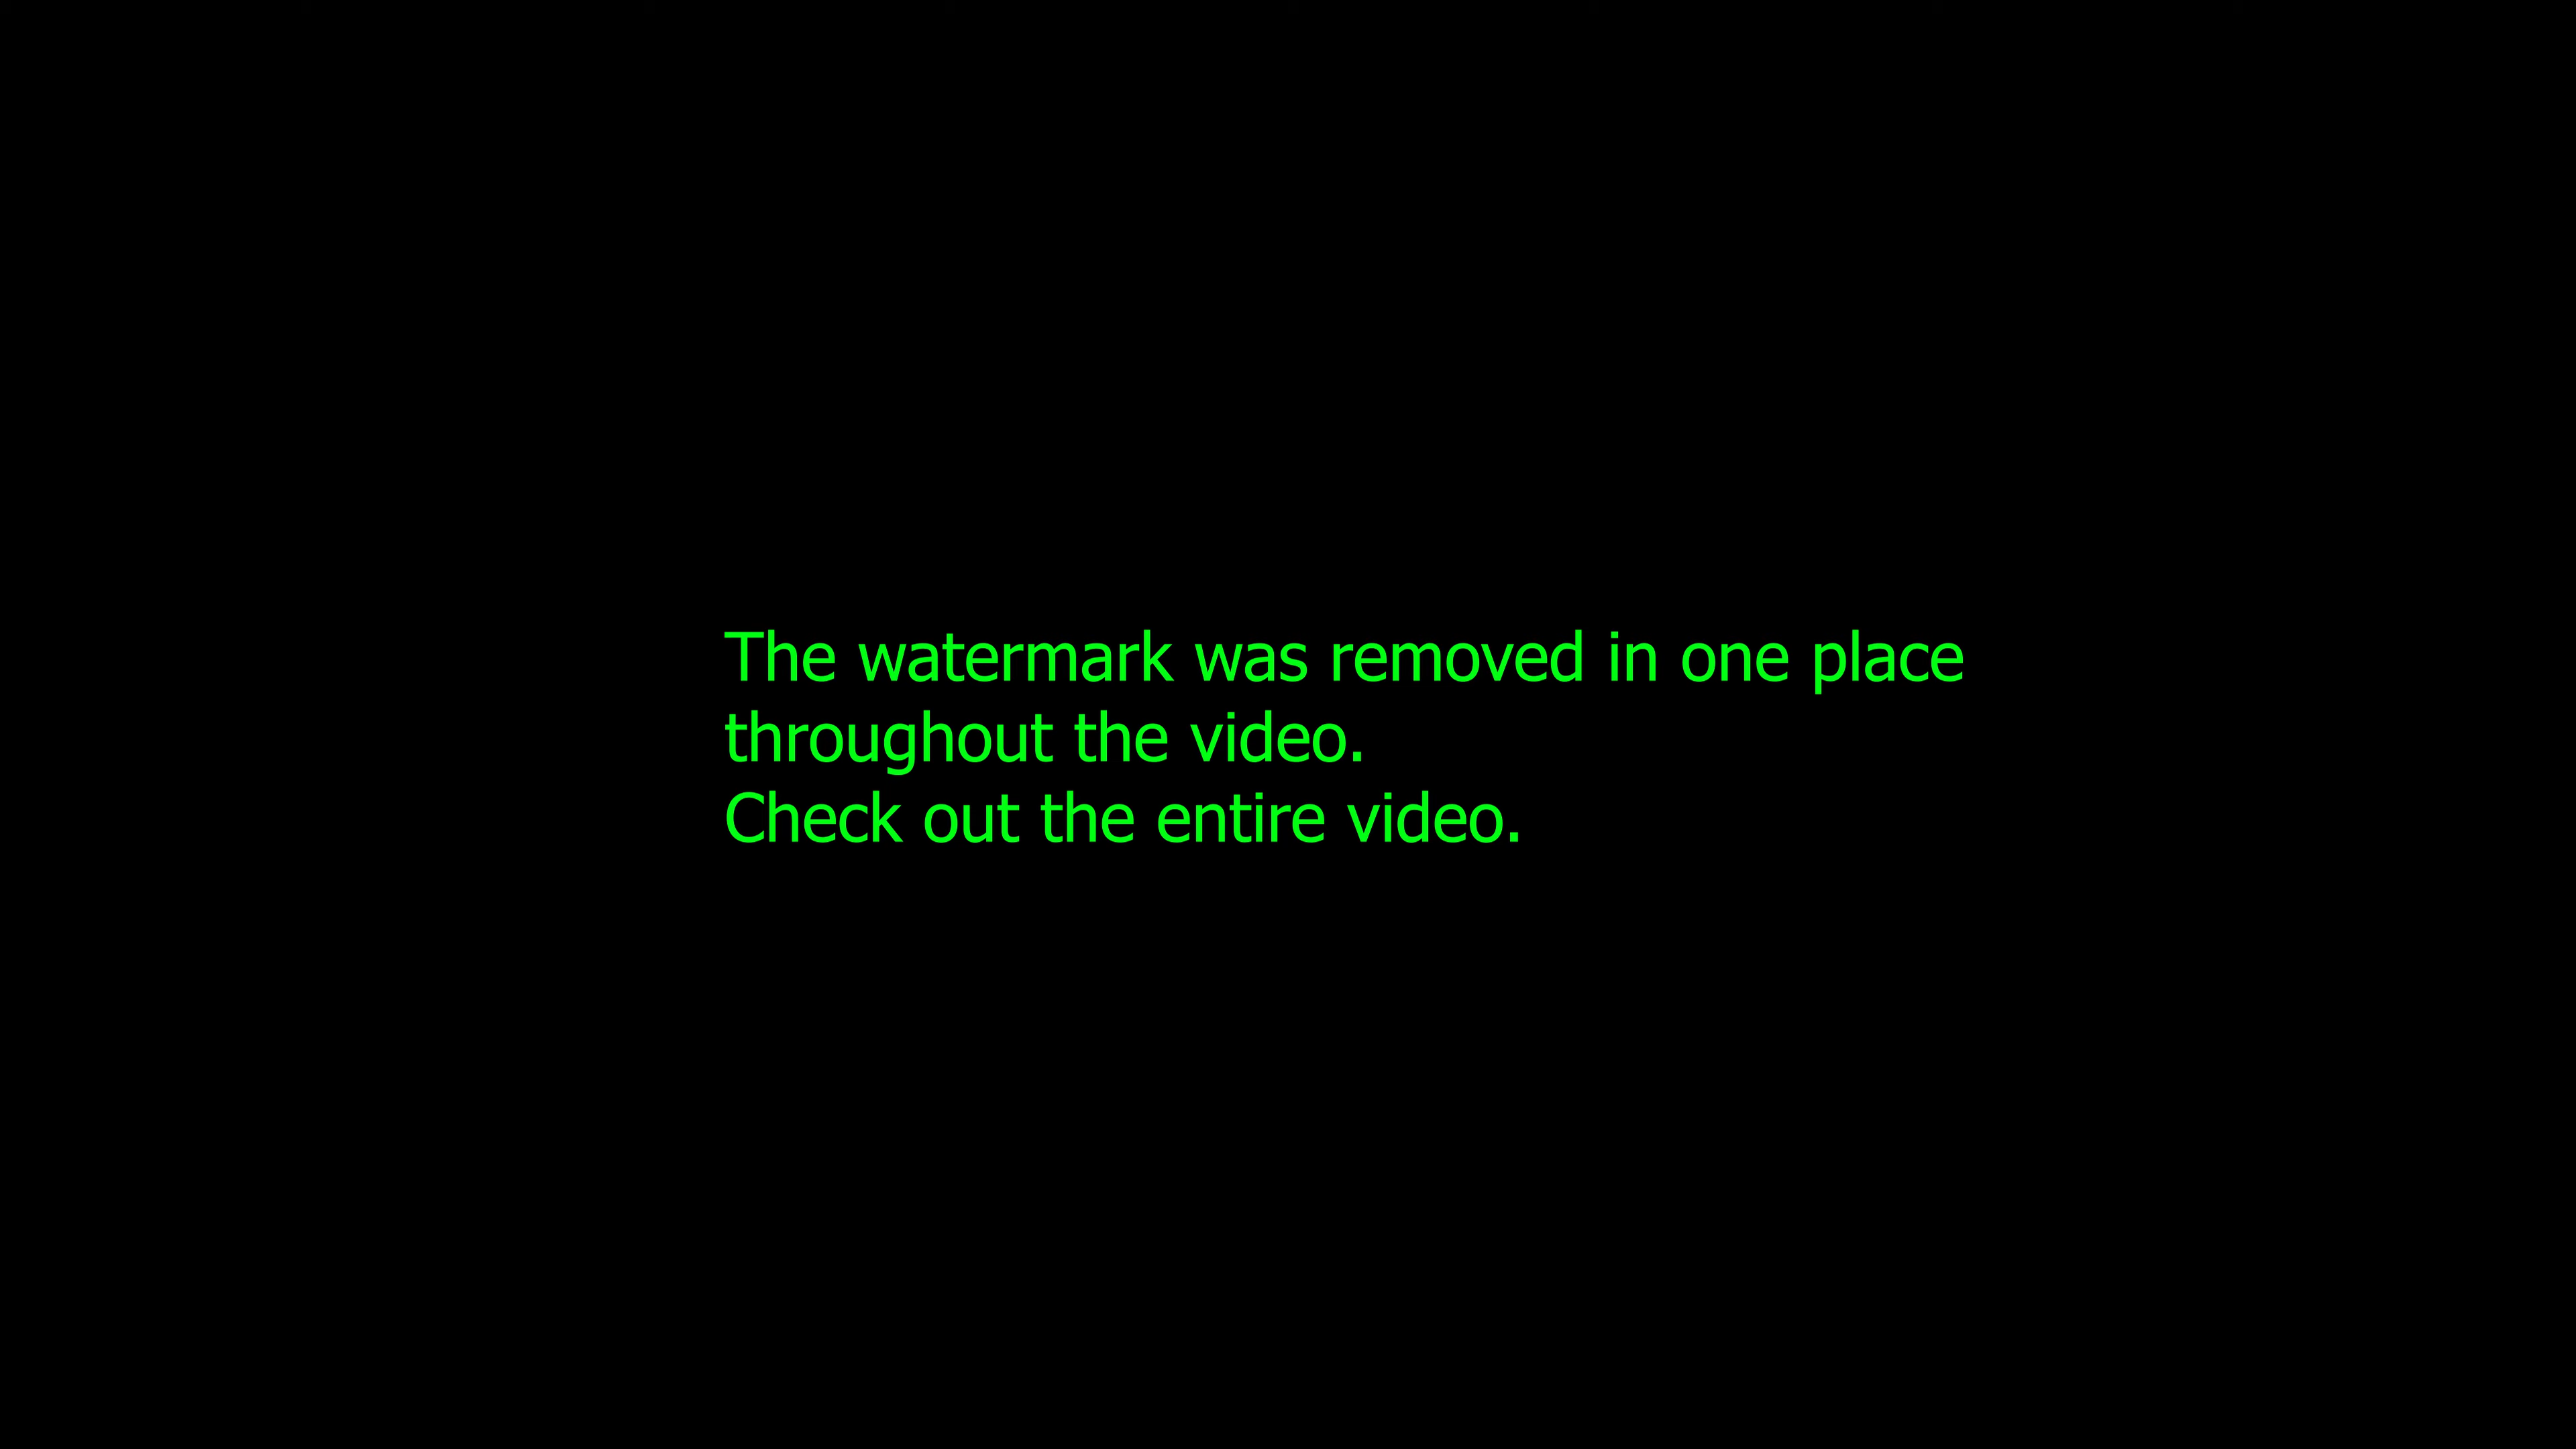 The watermark was removed in one place
throughout the video.
Check out the entire video.